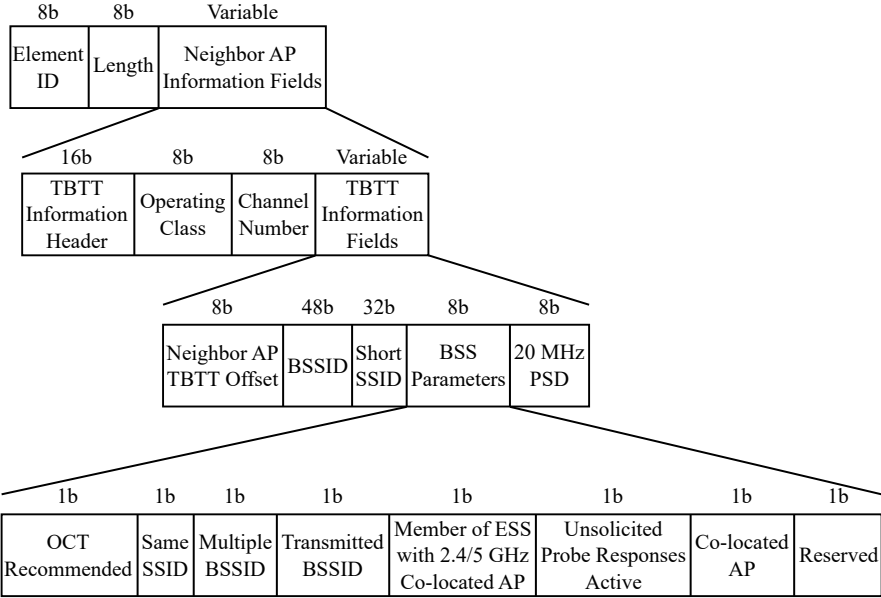 8b 8b Variable
Element ID Length Neighbor AP Information Fields
16b 8b 8b Variable
TBTT Information Header Operating Class Channel Number TBTT Information Fields
8b 48b 32b 8b 8b
Neighbor AP TBTT Offset BSSID Short SSID BSS Parameters 20 MHz PSD
1b 1b 1b 1b 1b 1b 1b 1b
OCT Recommended Same SSID Multiple BSSID Transmitted BSSID Member of ESS with 2.4/5 GHz Co-located AP Unsolicited Probe Responses Active Co-located AP Reserved